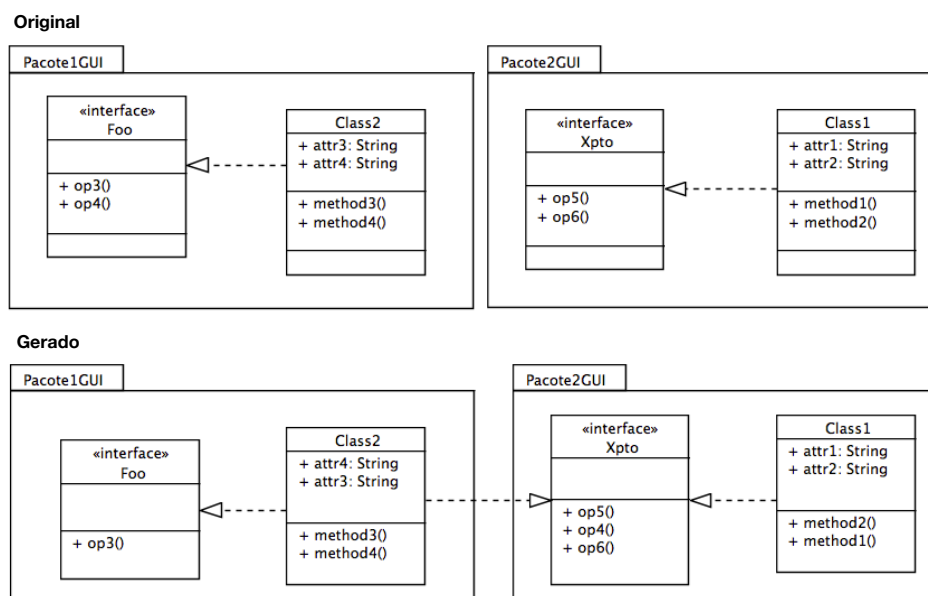 Original
Pacote1GUI
«interface»
Foo
+ op3()
+ op4()
Class2
+ attr3: String
+ attr4: String
+ method3()
+ method4()
Pacote2GUI
«interface»
Xpto
+ op5()
+ op6()
Class1
+ attr1: String
+ attr2: String
+ method1()
+ method2()
Gerado
Pacote1GUI
«interface»
Foo
+ op3()
Class2
+ attr4: String
+ attr3: String
+ method3()
+ method4()
Pacote2GUI
«interface»
Xpto
+ op5()
+ op4()
+ op6()
Class1
+ attr1: String
+ attr2: String
+ method2()
+ method1()